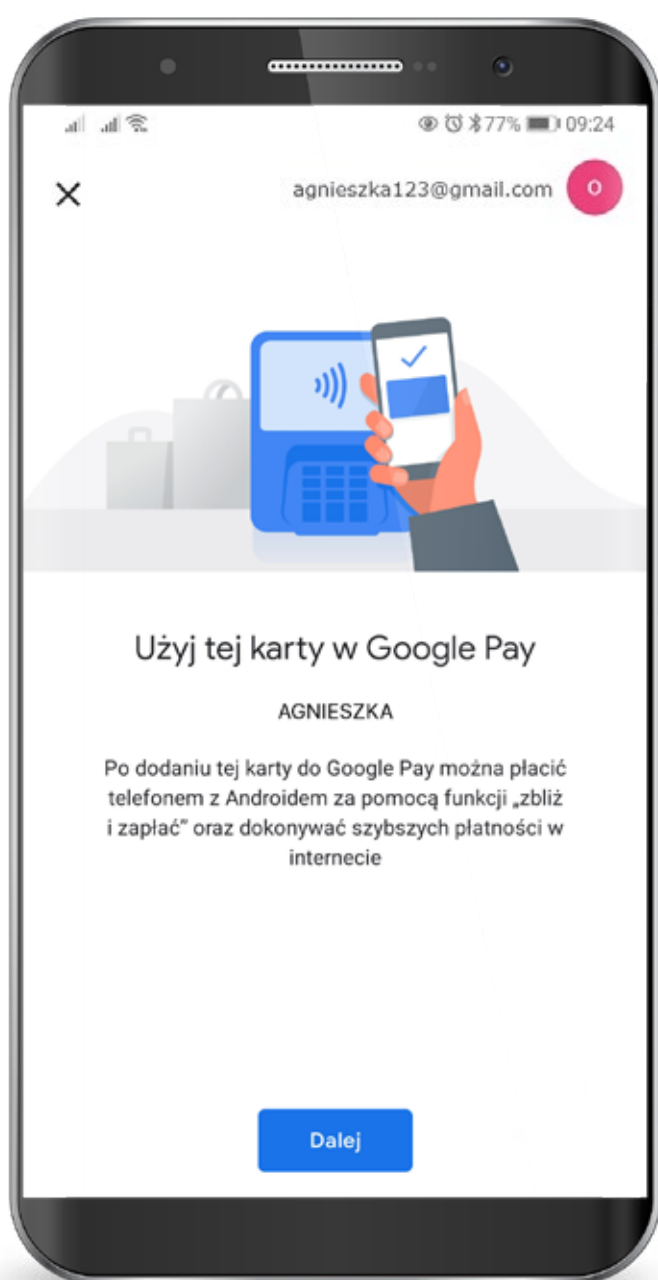 77% 09:24
agnieszka123@gmail.com O
Użyj tej karty w Google Pay
AGNIESZKA
Po dodaniu tej karty do Google Pay można płacić
telefonem z Androidem za pomocą funkcji „zbliż
i zapłać” oraz dokonywać szybszych płatności w
internecie
Dalej